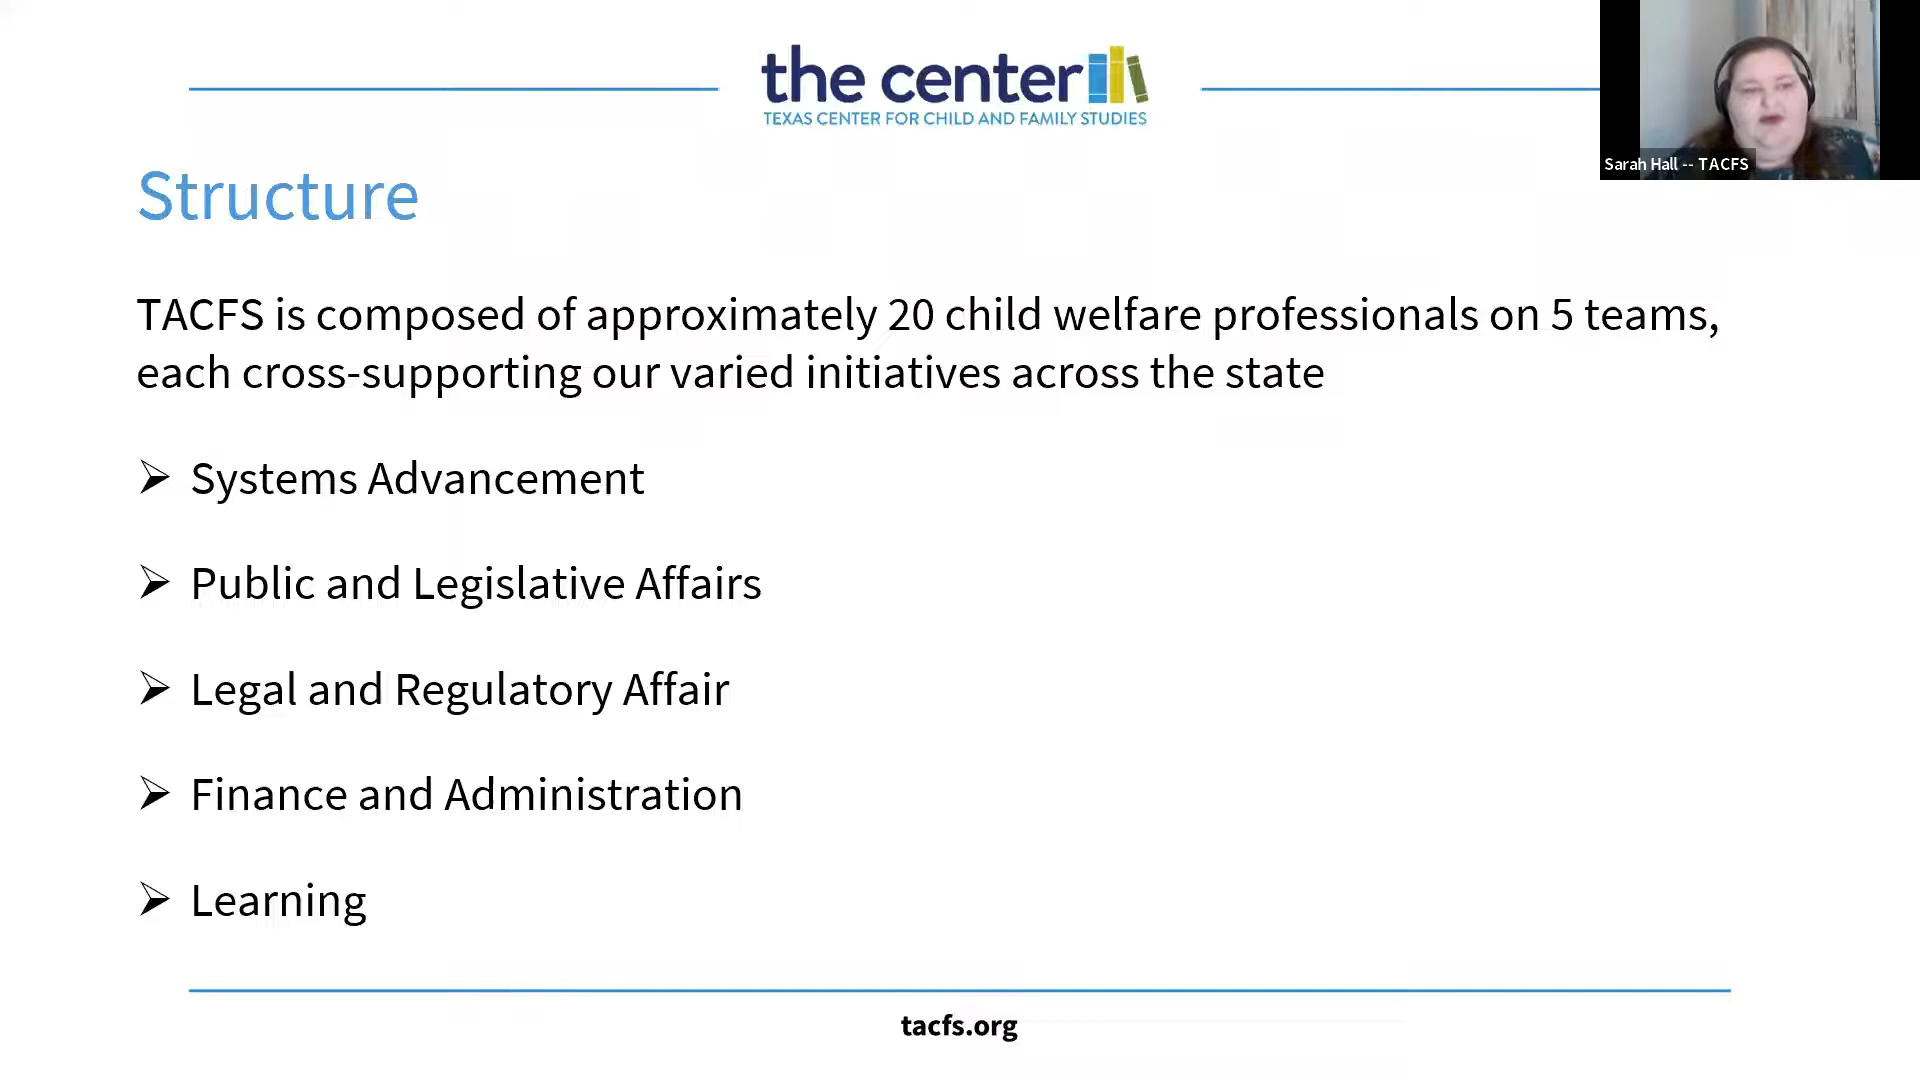 the center
TEXAS CENTER FOR CHILD AND FAMILY STUDIES
Sarah Hall -- TACFS
Structure
TACFS is composed of approximately 20 child welfare professionals on 5 teams,
each cross-supporting our varied initiatives across the state
➢ Systems Advancement
➢ Public and Legislative Affairs
➢ Legal and Regulatory Affair
➢ Finance and Administration
➢ Learning
tacfs.org